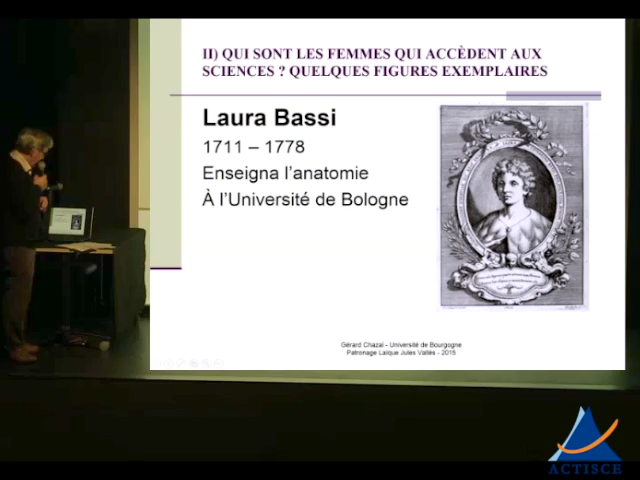 II) QUI SONT LES FEMMES QUI ACCÈDENT AUX
SCIENCES ? QUELQUES FIGURES EXEMPLAIRES
Laura Bassi
1711 – 1778
Enseigna l'anatomie
À l'Université de Bologne
Gérard Chazal - Université de Bourgogne
Patronage Laïque Jules Vallès - 2015
ACTISCE